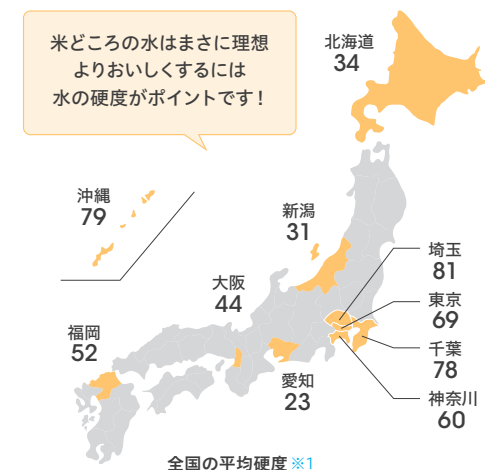 米どころの水はまさに理想
よりおいしくするには
水の硬度がポイントです！
北海道
34
沖縄
79
新潟
31
埼玉
81
大阪
44
東京
69
福岡
52
千葉
78
愛知
23
神奈川
60
全国の平均硬度 ※1